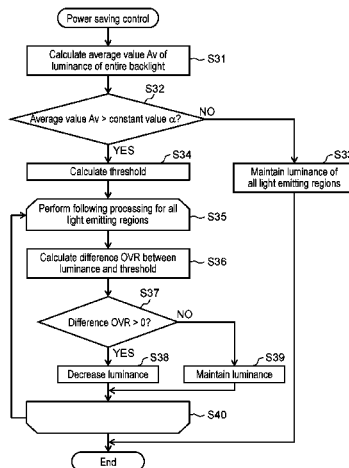 Power saving control
Calculate average value Av
of luminance of entire backlight
S31
S32
Average value Av > constant value α?
NO
YES
S34
S33
Calculate threshold
Maintain luminance of
all light emitting regions
Perform following processing for all
light emitting regions
S35
Calculate difference OVR between
luminance and threshold
S36
S37
Difference OVR > 0?
NO
YES
S38
S39
Decrease luminance
Maintain luminance
S40
End